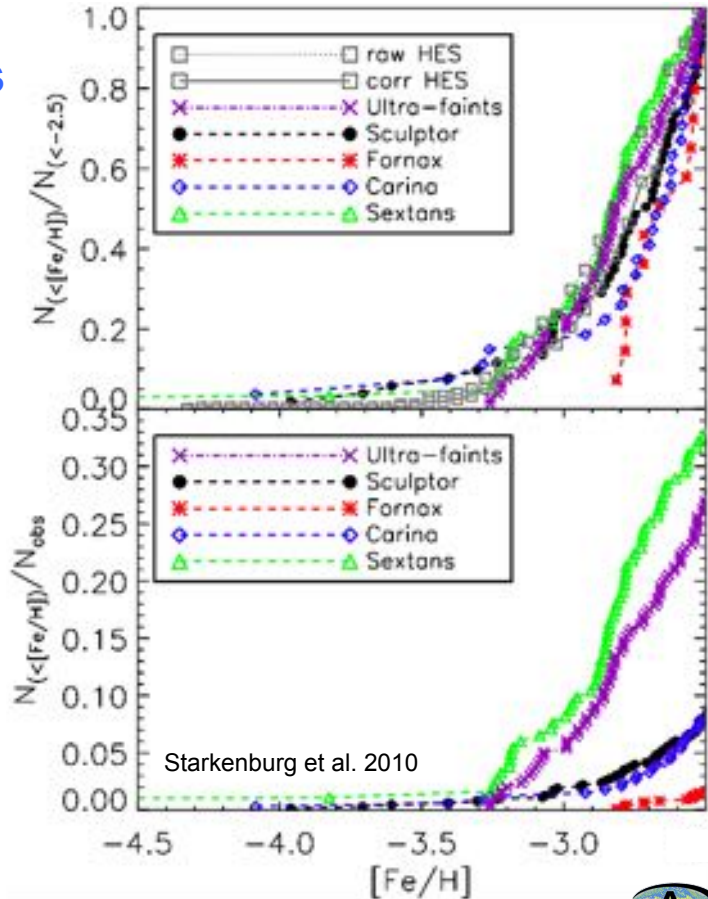 s
1.0
0.8
0.6
0.4
0.2
0.0
N(<[Fe/H])/N(<-2.5)
raw HES
corr HES
Ultra-faints
Sculptor
Fornax
Carina
Sextans
0.35
0.30
0.25
0.20
0.15
0.10
0.05
0.00
N(<[Fe/H])/Nobs
Ultra-faints
Sculptor
Fornax
Carina
Sextans
Starkenburg et al. 2010
-4.5 -4.0 -3.5 -3.0
[Fe/H]